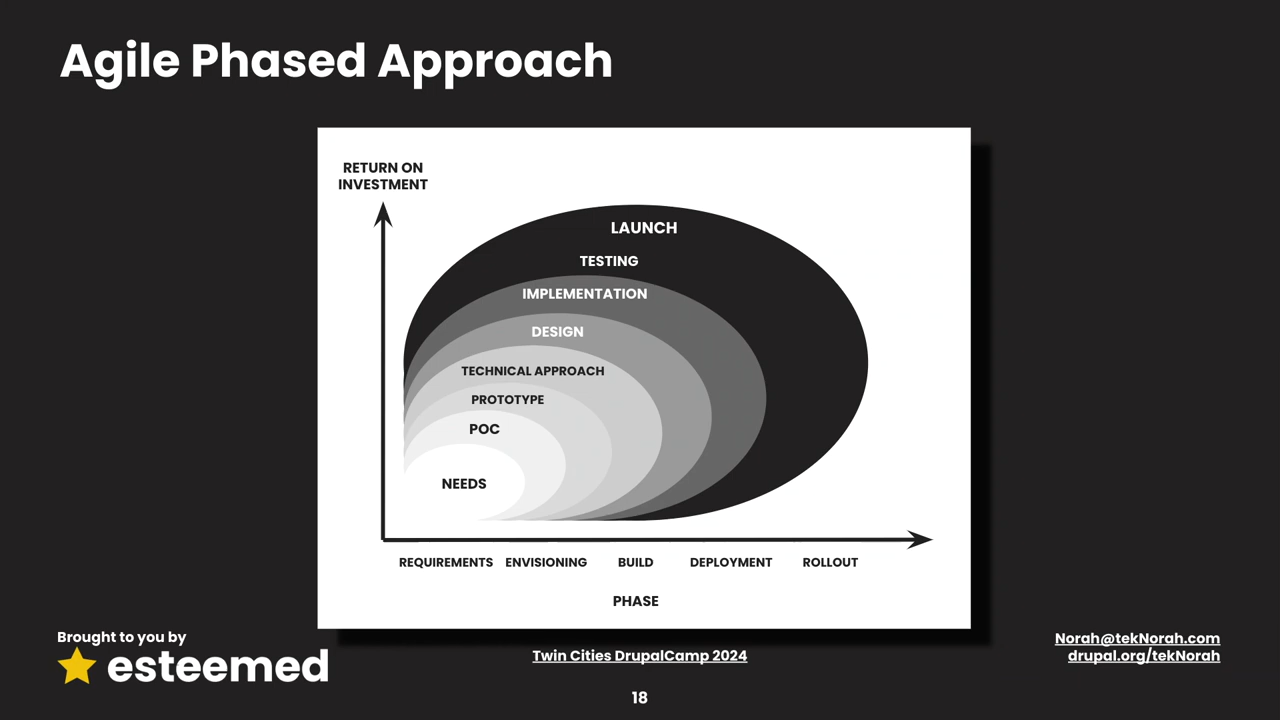 Agile Phased Approach
RETURN ON
INVESTMENT
LAUNCH
TESTING
IMPLEMENTATION
DESIGN
TECHNICAL APPROACH
PROTOTYPE
POC
NEEDS
REQUIREMENTS ENVISIONING BUILD DEPLOYMENT ROLLOUT
PHASE
Brought to you by
esteemed
Twin Cities DrupalCamp 2024
Norah@tekNorah.com
drupal.org/tekNorah
18